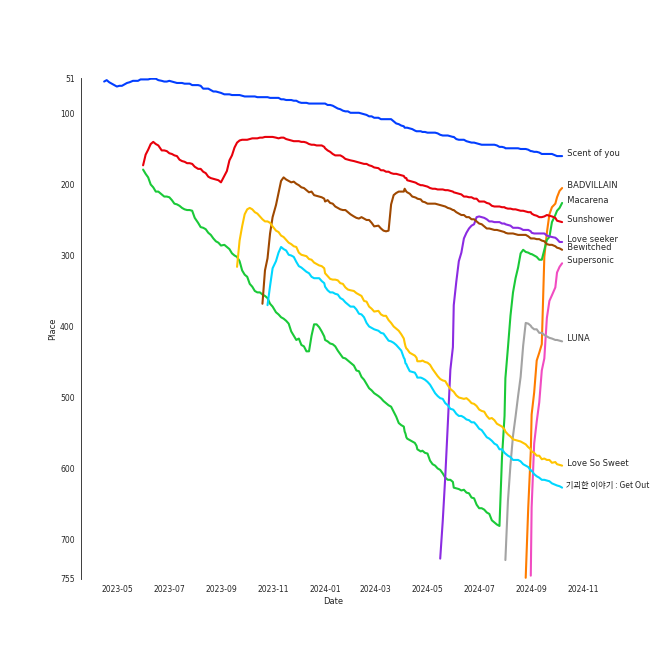 51
100
200
300
400
500
600
700
755
Place
2023-05
2023-07
2023-09
2023-11
2024-01
2024-03
2024-05
2024-07
2024-09
2024-11
Date
Scent of you
BADVILLAIN
Macarena
Sunshower
Love seeker
Bewitched
Supersonic
LUNA
Love So Sweet
기괴한 이야기 : Get Out